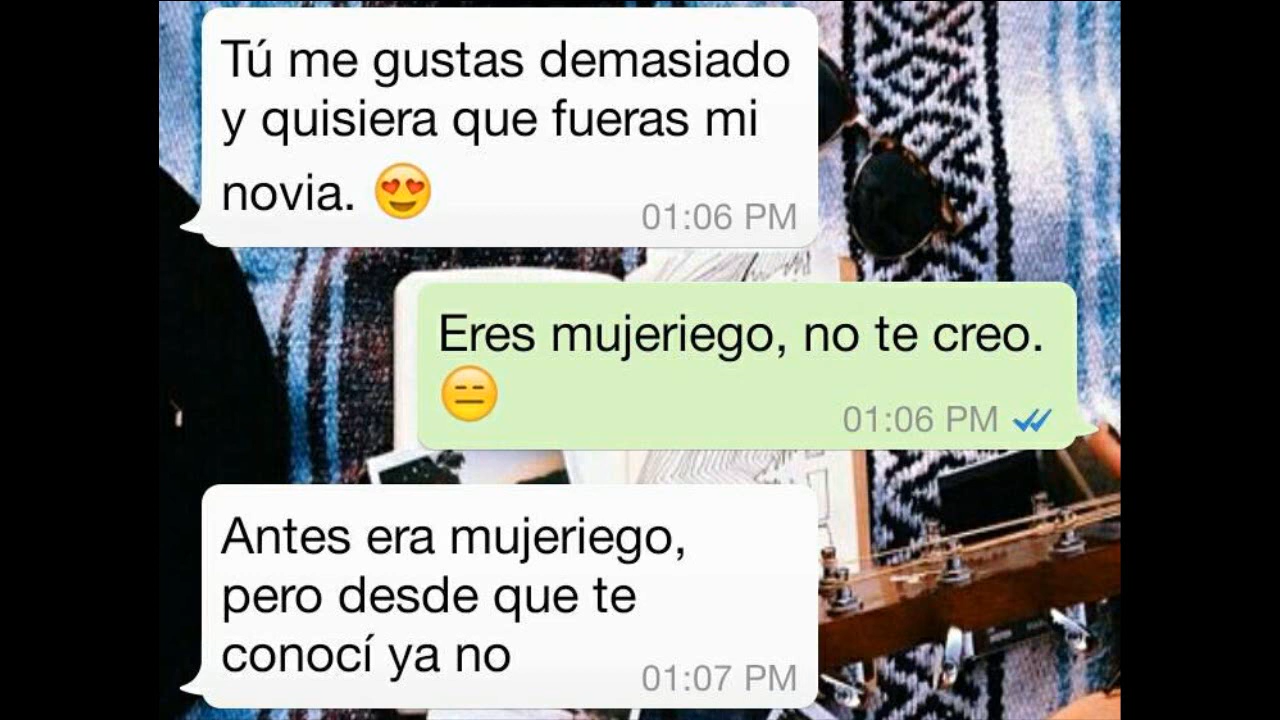 Tú me gustas demasiado
y quisiera que fueras mi
novia. 😍
01:06 PM
Eres mujeriego, no te creo.
😑
01:06 PM
Antes era mujeriego,
pero desde que te
conocí ya no
01:07 PM